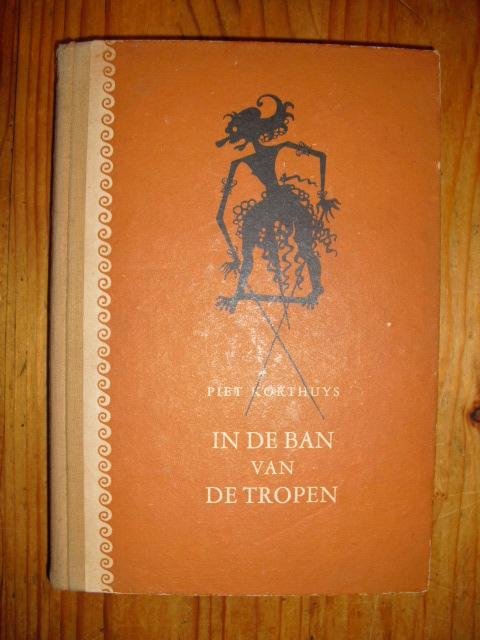 PIET KORTHUYS
IN DE BAN
VAN
DE TROPEN